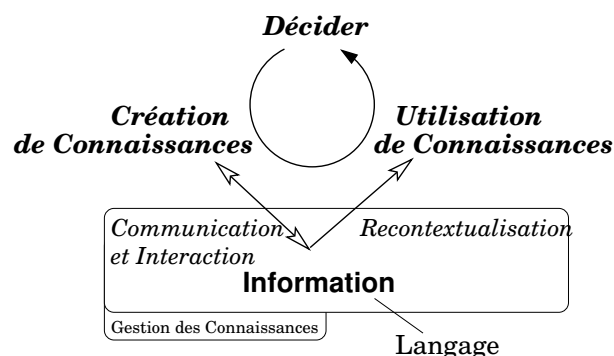 Décider
Création
de Connaissances
Utilisation
de Connaissances
Communication
et Interaction
Recontextualisation
Information
Gestion des Connaissances
Langage